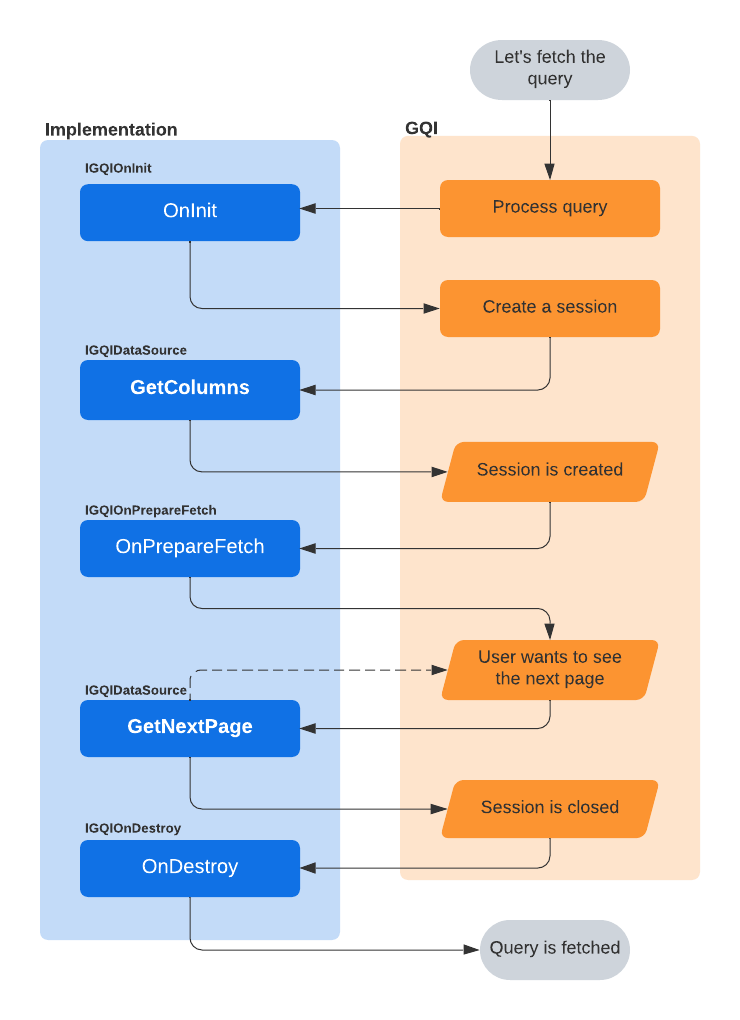 Let's fetch the
query
Implementation
GQI
IGQIOnInit
OnInit
Process query
Create a session
IGQIDataSource
GetColumns
Session is created
IGQIOnPrepareFetch
OnPrepareFetch
User wants to see
the next page
IGQIDataSource
GetNextPage
Session is closed
IGQIOnDestroy
OnDestroy
Query is fetched